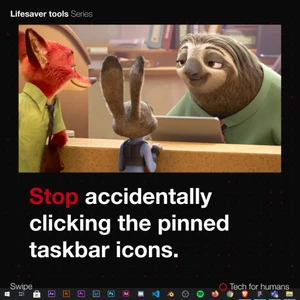 Lifesaver tools Series
Stop accidentally
clicking the pinned
taskbar icons.
Swipe
Tech for humans